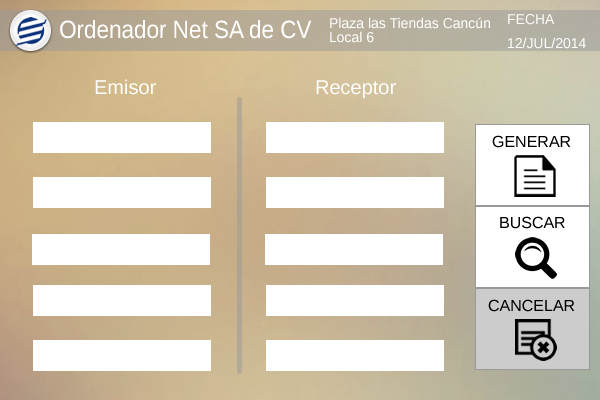 Ordenador Net SA de CV
Plaza las Tiendas Cancún
Local 6
FECHA
12/JUL/2014
Emisor
Receptor
GENERAR
BUSCAR
CANCELAR